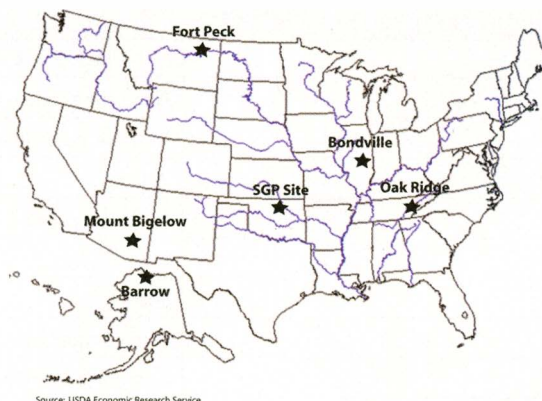 Fort Peck
Bondville
SGP Site
Oak Ridge
Mount Bigelow
Barrow
Source: USDA Economic Research Service